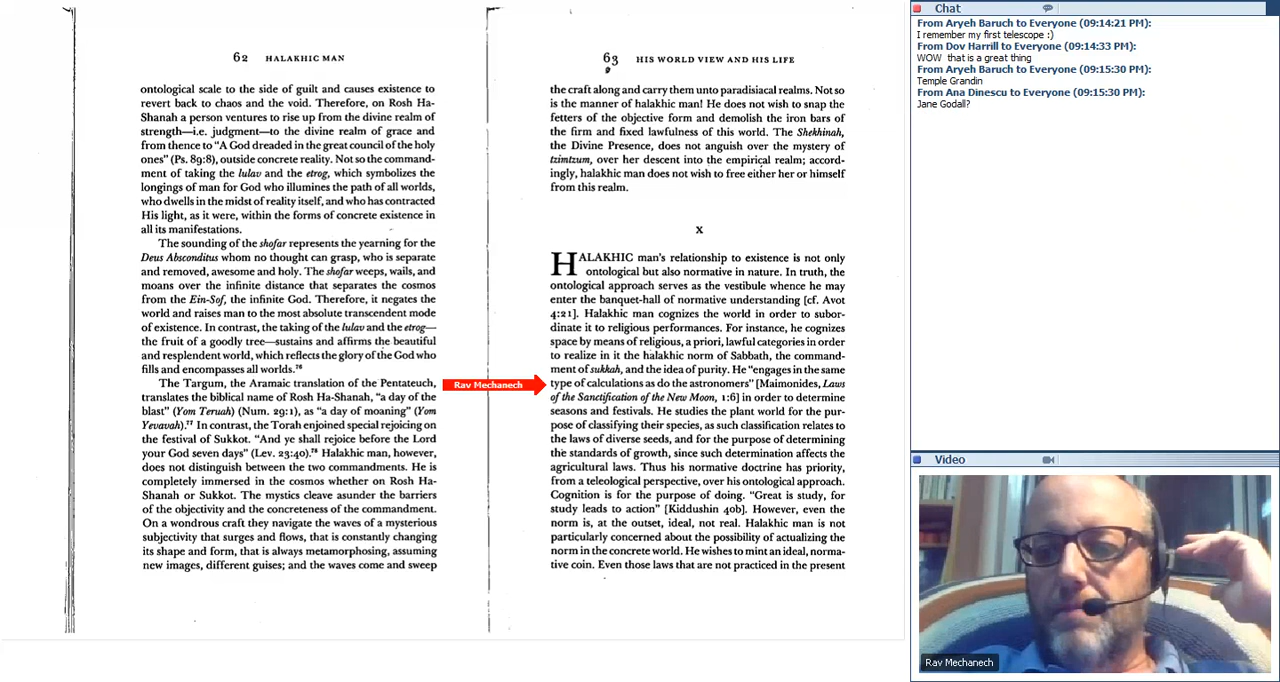 62 HALAKHIC MAN
ontological scale to the side of guilt and causes existence to
revert back to chaos and the void. Therefore, on Rosh Ha-
Shanah a person ventures to rise up from the divine realm of
strength—i.e. judgment—to the divine realm of grace and
from thence to "A God dreaded in the great council of the holy
ones" (Ps. 89:8), outside concrete reality. Not so the command-
ment of taking the lulav and the etrog, which symbolizes the
longings of man for God who illumines the path of all worlds,
who dwells in the midst of reality itself, and who has contracted
His light, as it were, within the forms of concrete existence in
all its manifestations.
The sounding of the shofar represents the yearning for the
Deus Absconditus whom no thought can grasp, who is separate
and removed, awesome and holy. The shofar weeps, wails, and
moans over the infinite distance that separates the cosmos
from the Ein-Sof, the infinite God. Therefore, it negates the
world and raises man to the most absolute transcendent mode
of existence. In contrast, the taking of the lulav and the etrog—
the fruit of a goodly tree—sustains and affirms the beautiful
and resplendent world, which reflects the glory of the God who
fills and encompasses all worlds.76
The Targum, the Aramaic translation of the Pentateuch,
translates the biblical name of Rosh Ha-Shanah, "a day of the
blast" (Yom Teruah) (Num. 29:1), as "a day of moaning" (Yom
Yevavah).77 In contrast, the Torah enjoined special rejoicing on
the festival of Sukkot. "And ye shall rejoice before the Lord
your God seven days" (Lev. 23:40).78 Halakhic man, however,
does not distinguish between the two commandments. He is
completely immersed in the cosmos whether on Rosh Ha-
Shanah or Sukkot. The mystics cleave asunder the barriers
of the objectivity and the concreteness of the commandment.
On a wondrous craft they navigate the waves of a mysterious
subjectivity that surges and flows, that is constantly changing
its shape and form, that is always metamorphosing, assuming
new images, different guises; and the waves come and sweep
63 HIS WORLD VIEW AND HIS LIFE
the craft along and carry them unto paradisiacal realms. Not so
is the manner of halakhic man! He does not wish to snap the
fetters of the objective form and demolish the iron bars of
the firm and fixed lawfulness of this world. The Shekhinah,
the Divine Presence, does not anguish over the mystery of
tzimtzum, over her descent into the empirical realm; accord-
ingly, halakhic man does not wish to free either her or himself
from this realm.
X
HALAKHIC man's relationship to existence is not only
ontological but also normative in nature. In truth, the
ontological approach serves as the vestibule whence he may
enter the banquet-hall of normative understanding [cf. Avot
4:21]. Halakhic man cognizes the world in order to subor-
dinate it to religious performances. For instance, he cognizes
space by means of religious, a priori, lawful categories in order
to realize in it the halakhic norm of Sabbath, the command-
ment of sukkah, and the idea of purity. He "engages in the same
Rav Mechanech
type of calculations as do the astronomers" [Maimonides, Laws
of the Sanctification of the New Moon, 1:6] in order to determine
seasons and festivals. He studies the plant world for the pur-
pose of classifying their species, as such classification relates to
the laws of diverse seeds, and for the purpose of determining
the standards of growth, since such determination affects the
agricultural laws. Thus his normative doctrine has priority,
from a teleological perspective, over his ontological approach.
Cognition is for the purpose of doing. "Great is study, for
study leads to action" [Kiddushin 40b]. However, even the
norm is, at the outset, ideal, not real. Halakhic man is not
particularly concerned about the possibility of actualizing the
norm in the concrete world. He wishes to mint an ideal, norma-
tive coin. Even those laws that are not practiced in the present
Chat
From Aryeh Baruch to Everyone (09:14:21 PM):
I remember my first telescope :)
From Dov Harrill to Everyone (09:14:33 PM):
WOW that is a great thing
From Aryeh Baruch to Everyone (09:15:30 PM):
Temple Grandin
From Ana Dinescu to Everyone (09:15:30 PM):
Jane Godall?
Video
Rav Mechanech